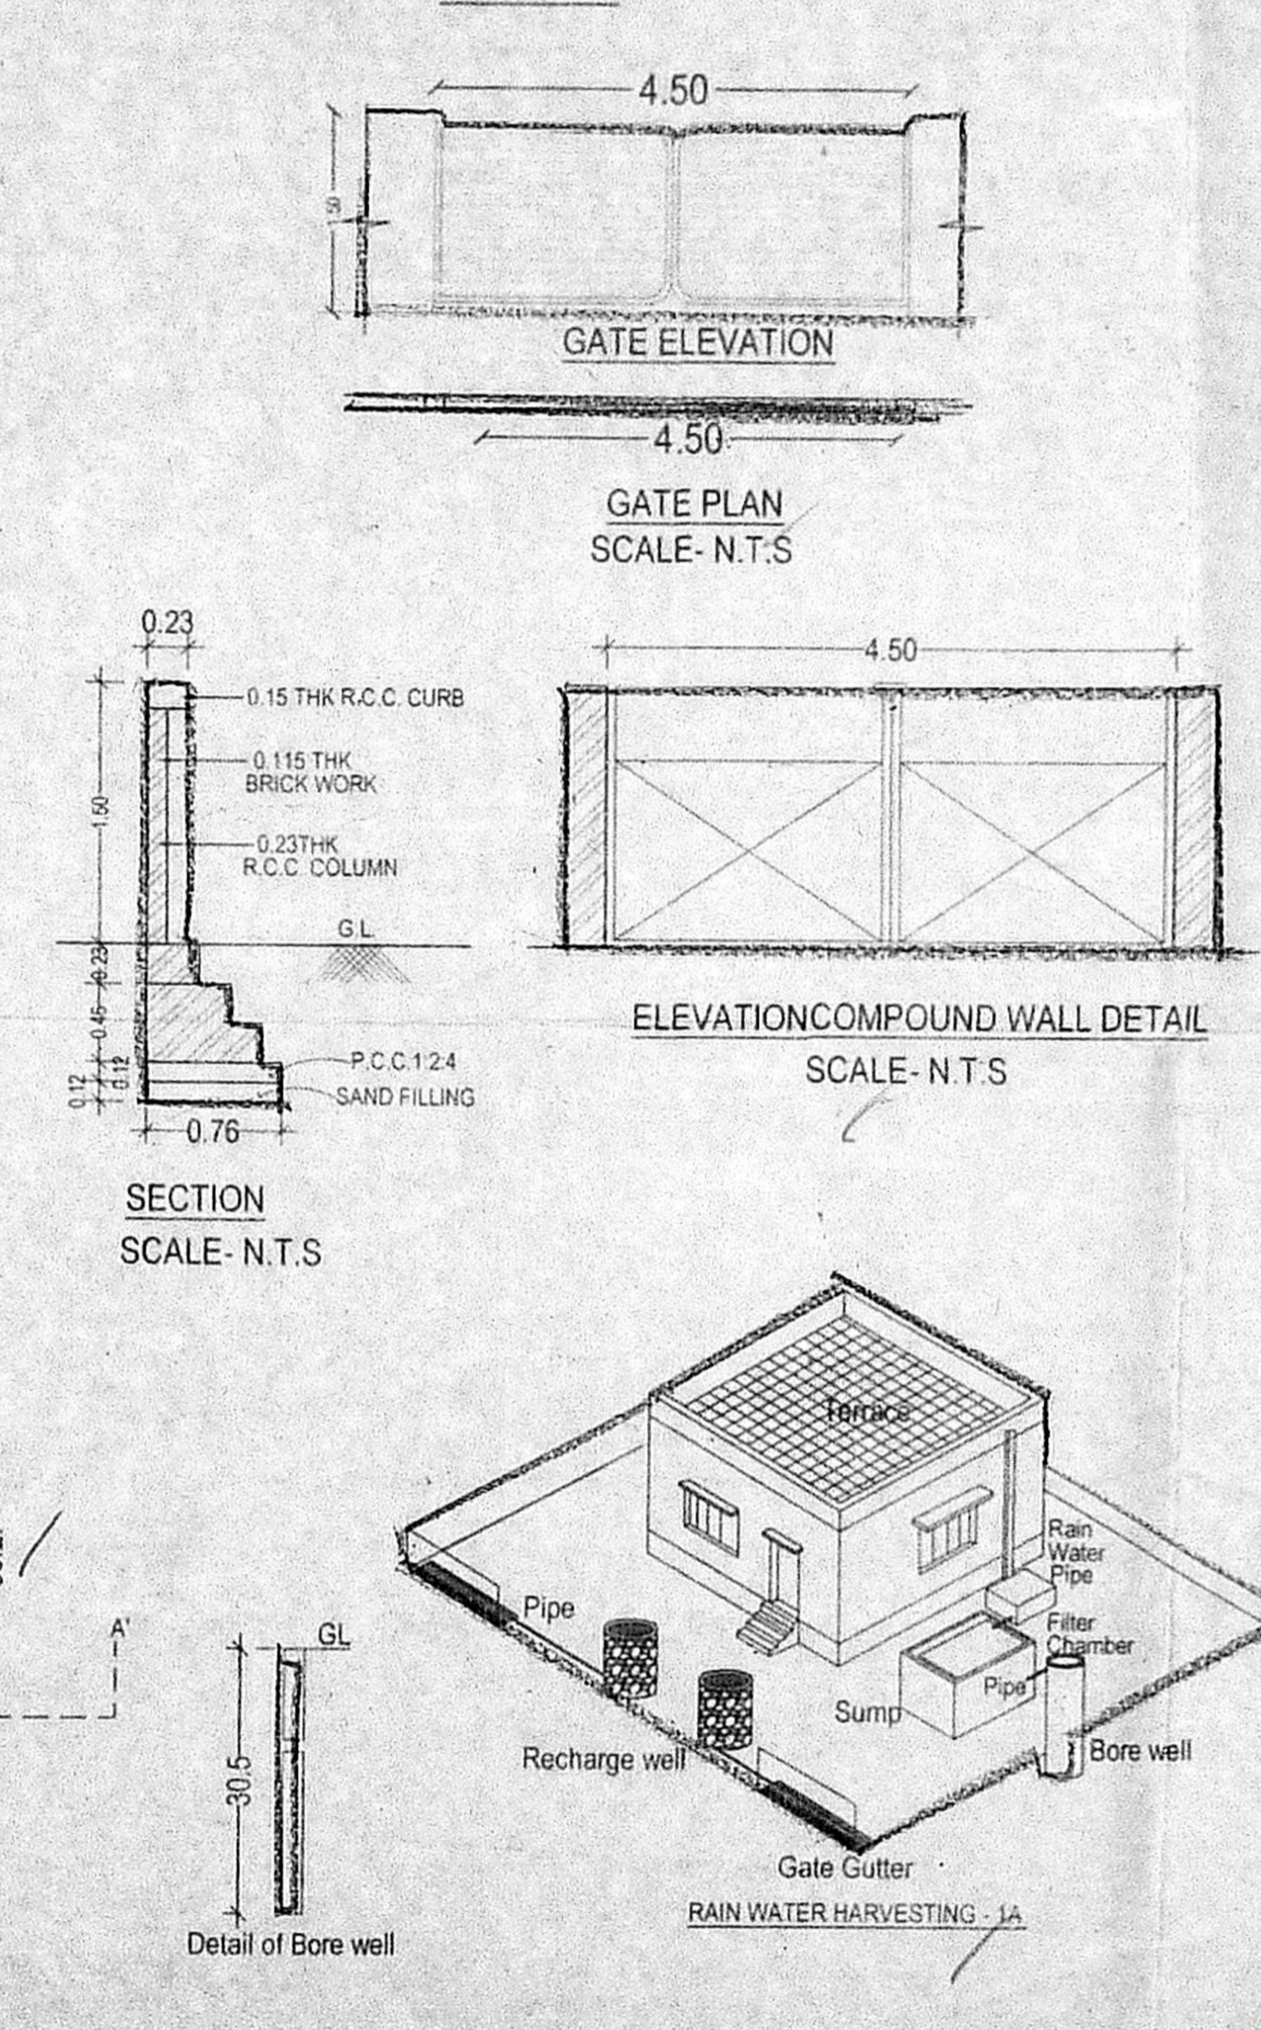 4.50
1.50
GATE ELEVATION
4.50
GATE PLAN
SCALE- N.T.S
0.23
0.15 THK R.C.C. CURB
0.115 THK
BRICK WORK
0.23THK
R.C.C. COLUMN
1.50
G.L
0.23
0.45
0.12
0.12
P.C.C.1:2:4
SAND FILLING
0.76
SECTION
SCALE- N.T.S
4.50
ELEVATIONCOMPOUND WALL DETAIL
SCALE- N.T.S
Terrace
Rain
Water
Pipe
Filter
Chamber
Pipe
Sump
Bore well
Pipe
Recharge well
Gate Gutter
RAIN WATER HARVESTING - 1A
A'
GL
30.5
Detail of Bore well